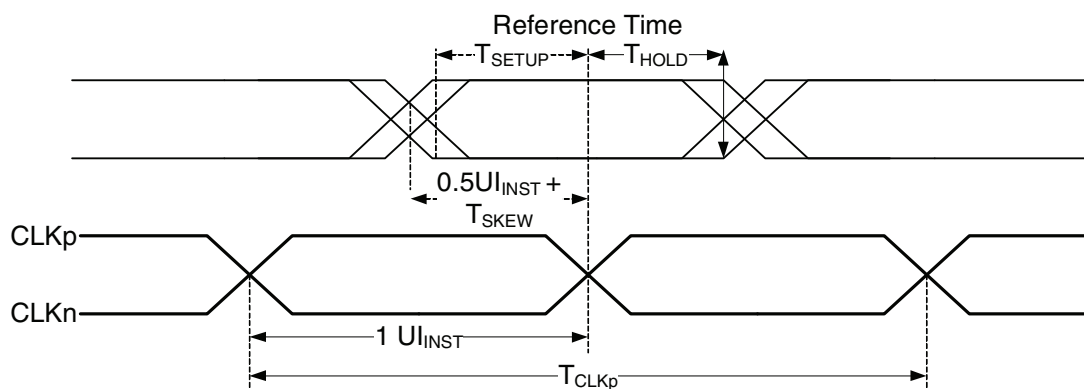 Reference Time
TSETUP
THOLD
0.5UIINST +
TSKEW
CLKp
CLKn
1 UIINST
TCLKp